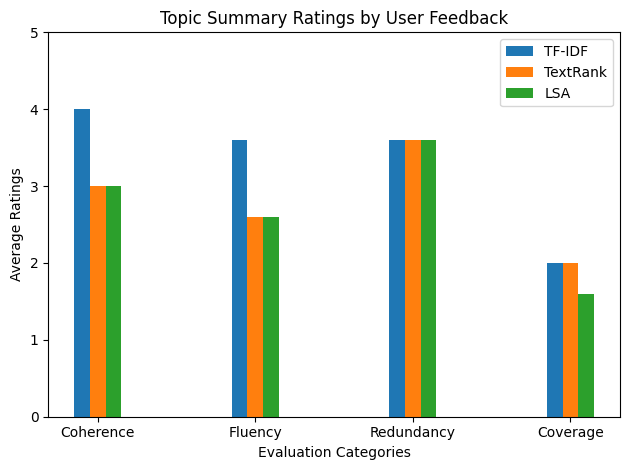 Topic Summary Ratings by User Feedback
5
4
3
2
1
0
Average Ratings
TF-IDF
TextRank
LSA
Coherence
Fluency
Redundancy
Coverage
Evaluation Categories